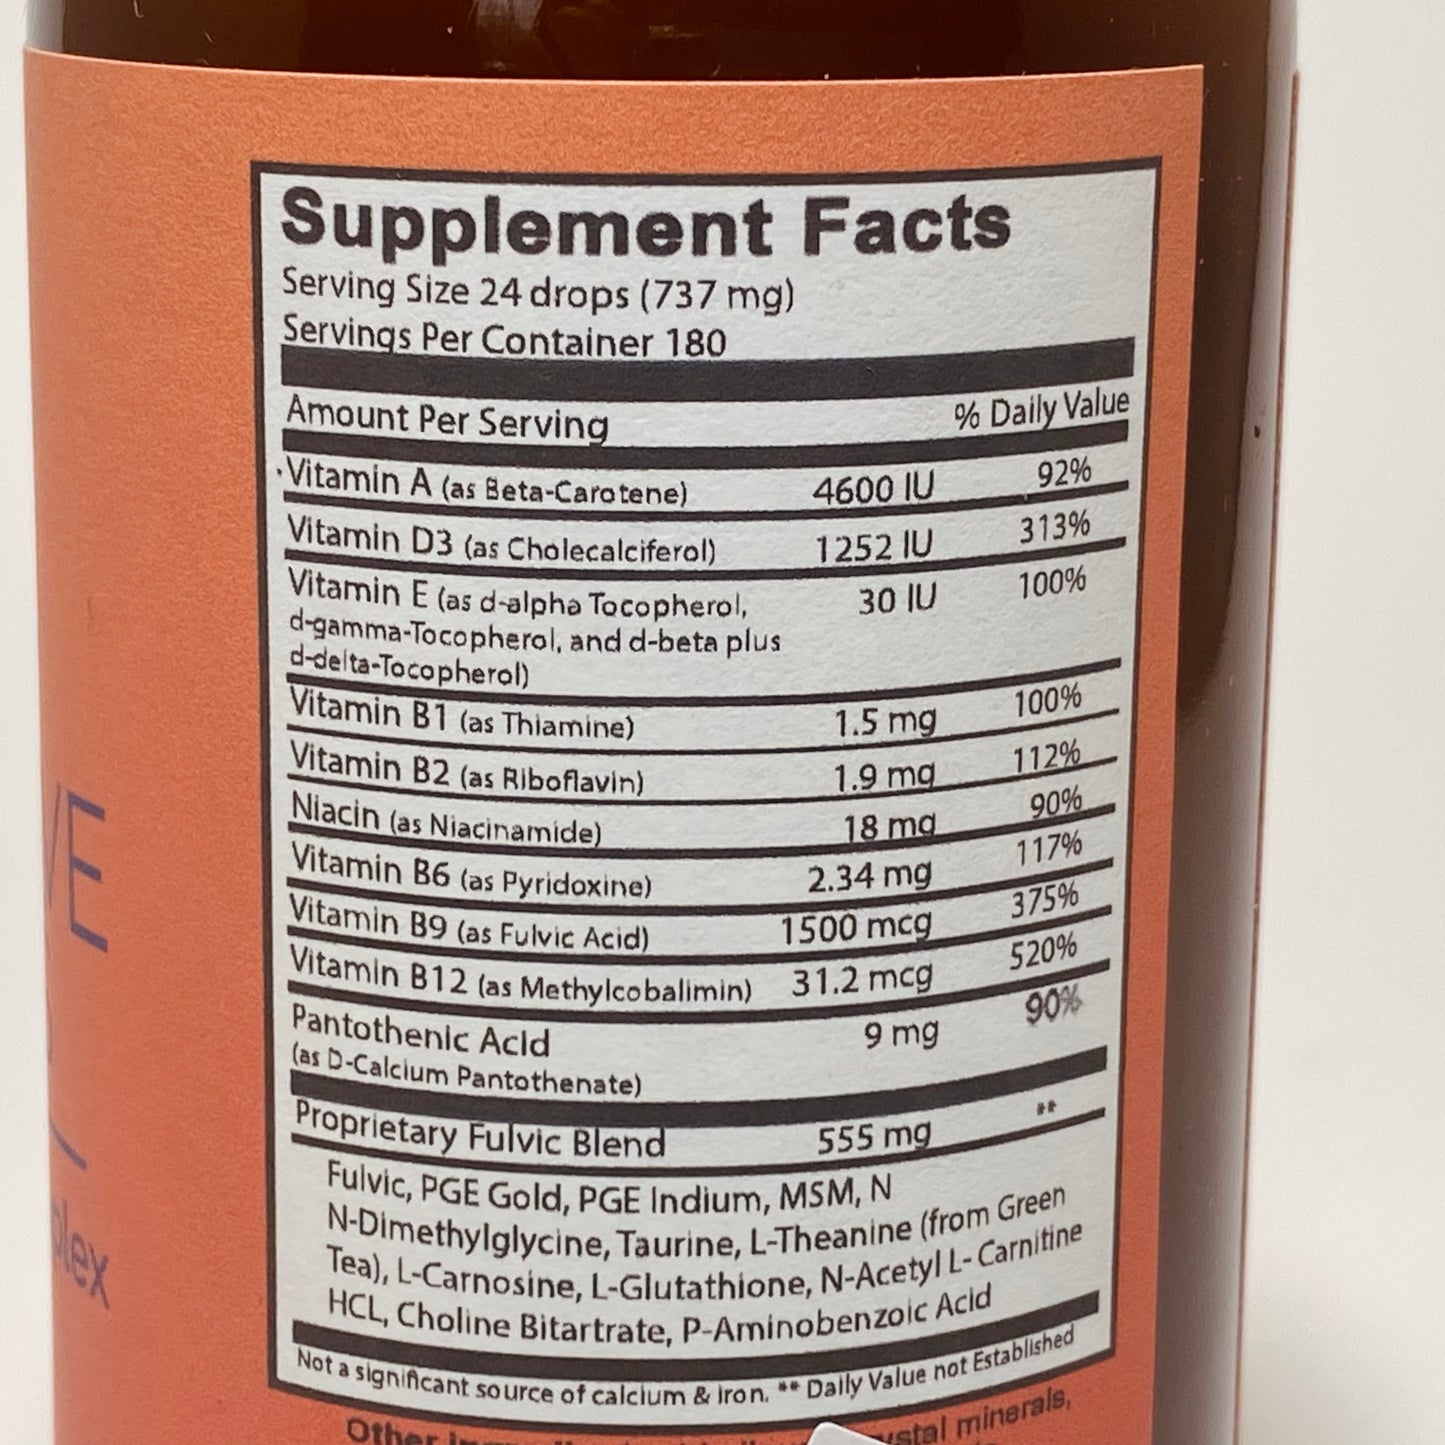 Supplement Facts
Serving Size 24 drops (737 mg)
Servings Per Container 180
Amount Per Serving % Daily Value
Vitamin A (as Beta-Carotene) 4600 IU 92%
Vitamin D3 (as Cholecalciferol) 1252 IU 313%
Vitamin E (as d-alpha Tocopherol, 30 IU 100%
d-gamma-Tocopherol, and d-beta plus
d-delta-Tocopherol)
Vitamin B1 (as Thiamine) 1.5 mg 100%
Vitamin B2 (as Riboflavin) 1.9 mg 112%
Niacin (as Niacinamide) 18 mg 90%
Vitamin B6 (as Pyridoxine) 2.34 mg 117%
Vitamin B9 (as Fulvic Acid) 1500 mcg 375%
Vitamin B12 (as Methylcobalimin) 31.2 mcg 520%
Pantothenic Acid 9 mg 90%
(as D-Calcium Pantothenate)
Proprietary Fulvic Blend 555 mg **
Fulvic, PGE Gold, PGE Indium, MSM, N
N-Dimethylglycine, Taurine, L-Theanine (from Green
Tea), L-Carnosine, L-Glutathione, N-Acetyl L- Carnitine
HCL, Choline Bitartrate, P-Aminobenzoic Acid
Not a significant source of calcium & iron. ** Daily Value not Established
Other minerals,
VE
plex